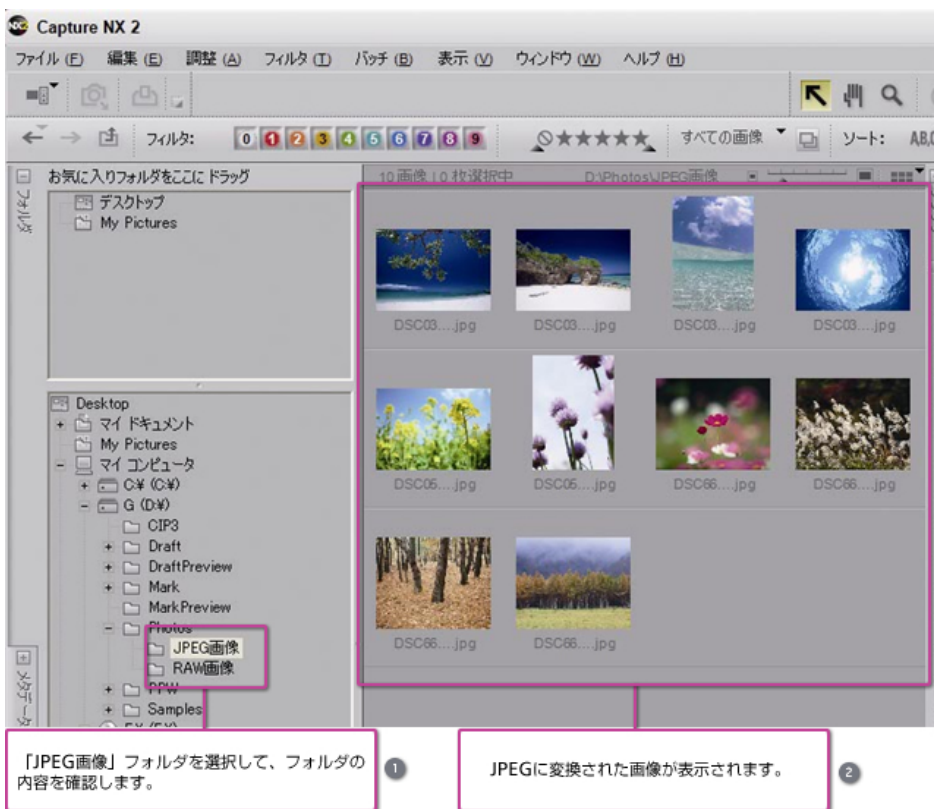 Capture NX 2
ファイル (F) 編集 (E) 調整 (A) フィルタ (T) バッチ (B) 表示 (V) ウィンドウ (W) ヘルプ (H)
フィルタ: 0 1 2 3 4 5 6 7 8 9 すべての画像 ソート: AB,C
フォルダ
お気に入りフォルダをここに ドラッグ
デスクトップ
My Pictures
10 画像 | 0 枚選択中 D:\Photos\JPEG画像
DSC03....jpg DSC03....jpg DSC03....jpg DSC03....jpg
DSC05....jpg DSC05....jpg DSC66....jpg DSC66....jpg
DSC66....jpg DSC66....jpg
Desktop
マイ ドキュメント
My Pictures
マイ コンピュータ
C:¥ (C:¥)
G (D:¥)
CIP3
Draft
DraftPreview
Mark
MarkPreview
Photos
JPEG画像
RAW画像
PPW
Samples
メタデータ
「JPEG画像」フォルダを選択して、フォルダの
内容を確認します。
1
JPEGに変換された画像が表示されます。
2